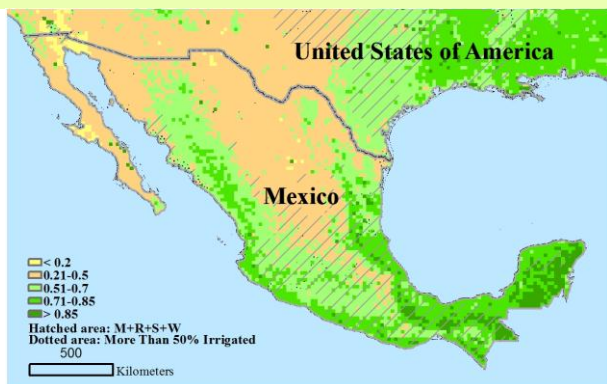 United States of America
Mexico
< 0.2
0.21-0.5
0.51-0.7
0.71-0.85
> 0.85
Hatched area: M+R+S+W
Dotted area: More Than 50% Irrigated
500
Kilometers